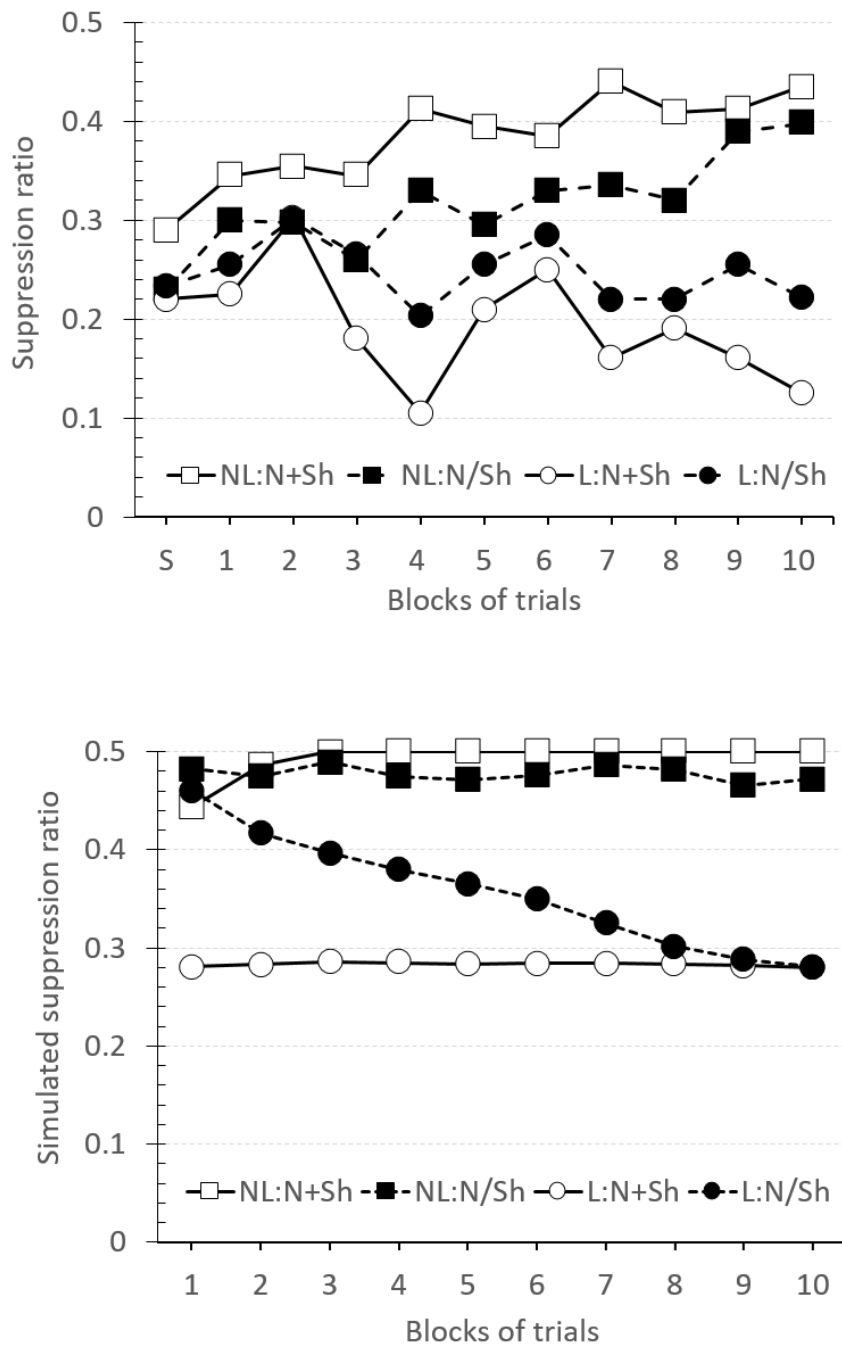 0.5
0.4
0.3
0.2
0.1
0
Suppression ratio
NL:N+Sh NL:N/Sh L:N+Sh L:N/Sh
S 1 2 3 4 5 6 7 8 9 10
Blocks of trials
0.5
0.4
0.3
0.2
0.1
0
Simulated suppression ratio
NL:N+Sh NL:N/Sh L:N+Sh L:N/Sh
1 2 3 4 5 6 7 8 9 10
Blocks of trials